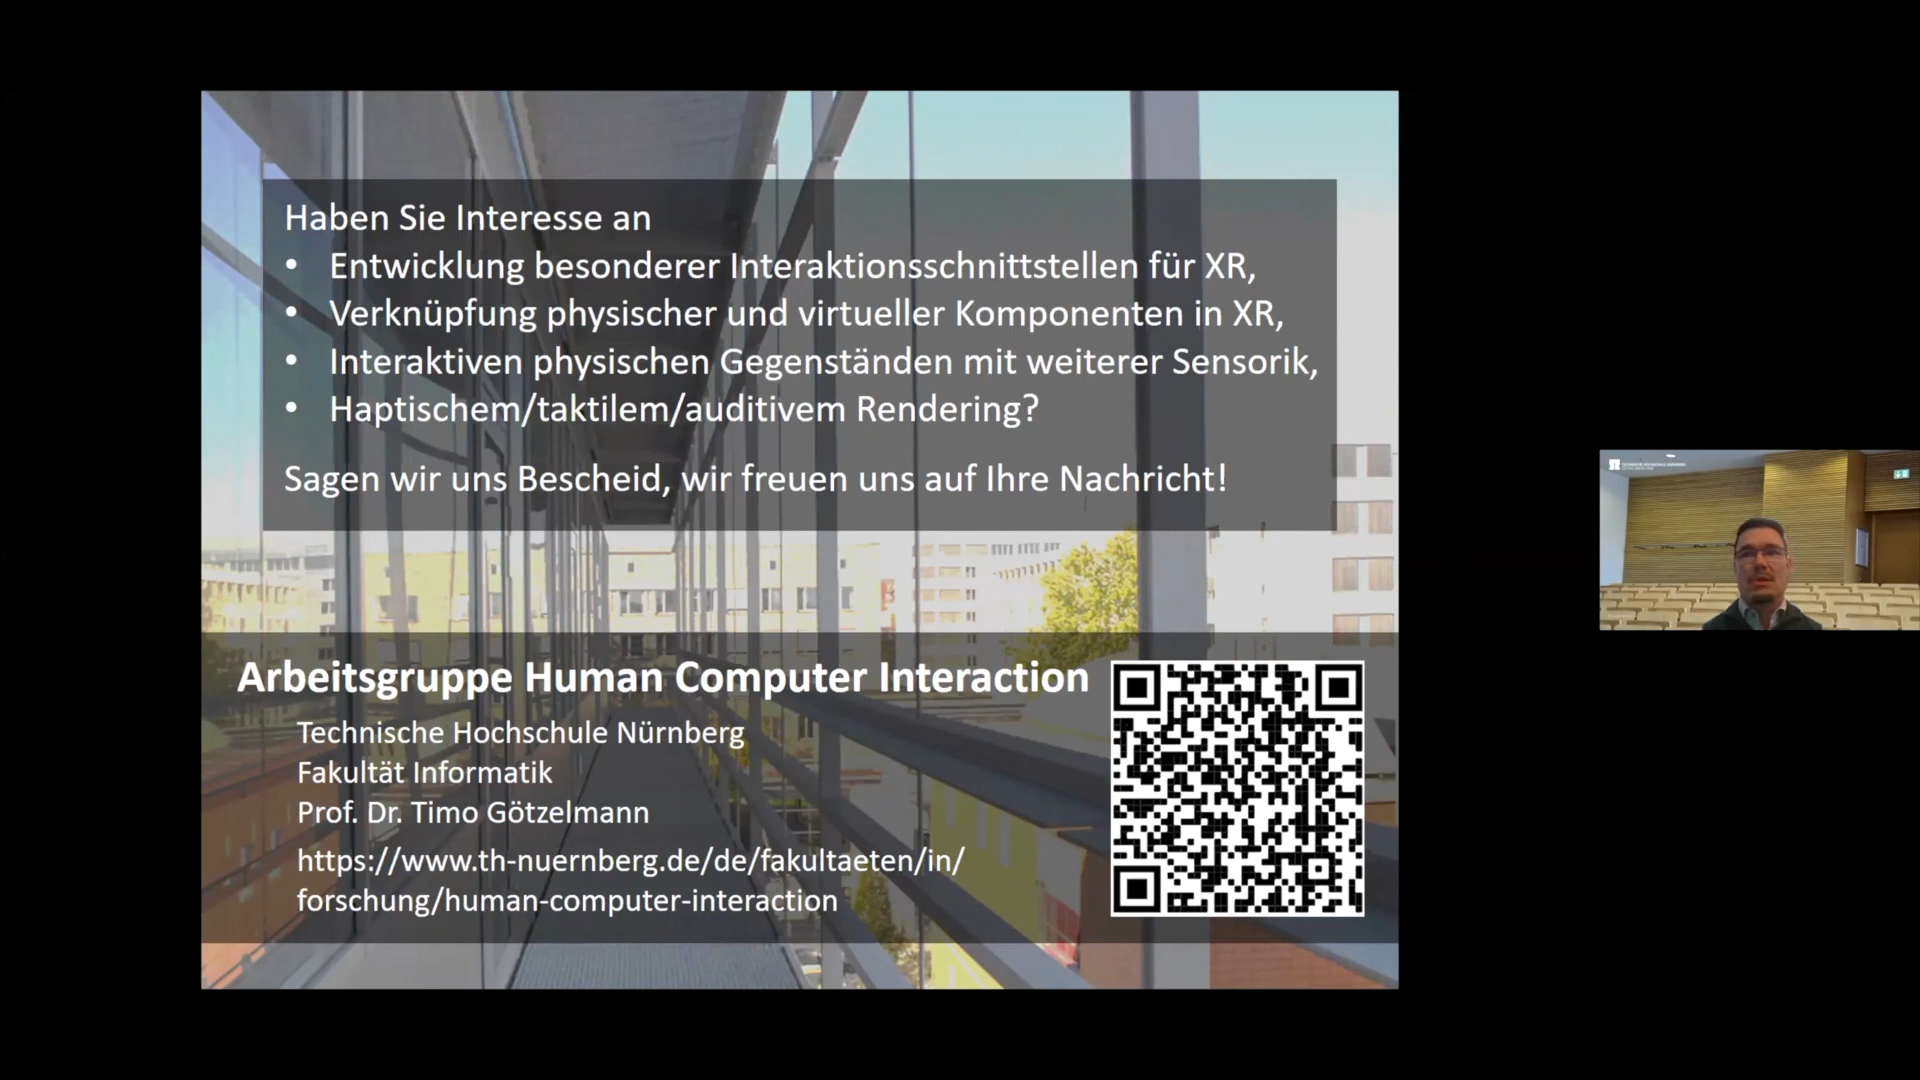 Haben Sie Interesse an
• Entwicklung besonderer Interaktionsschnittstellen für XR,
• Verknüpfung physischer und virtueller Komponenten in XR,
• Interaktiven physischen Gegenständen mit weiterer Sensorik,
• Haptischem/taktilem/auditivem Rendering?
Sagen wir uns Bescheid, wir freuen uns auf Ihre Nachricht!
Arbeitsgruppe Human Computer Interaction
Technische Hochschule Nürnberg
Fakultät Informatik
Prof. Dr. Timo Götzelmann
https://www.th-nuernberg.de/de/fakultaeten/in/
forschung/human-computer-interaction
TECHNISCHE HOCHSCHULE NÜRNBERG